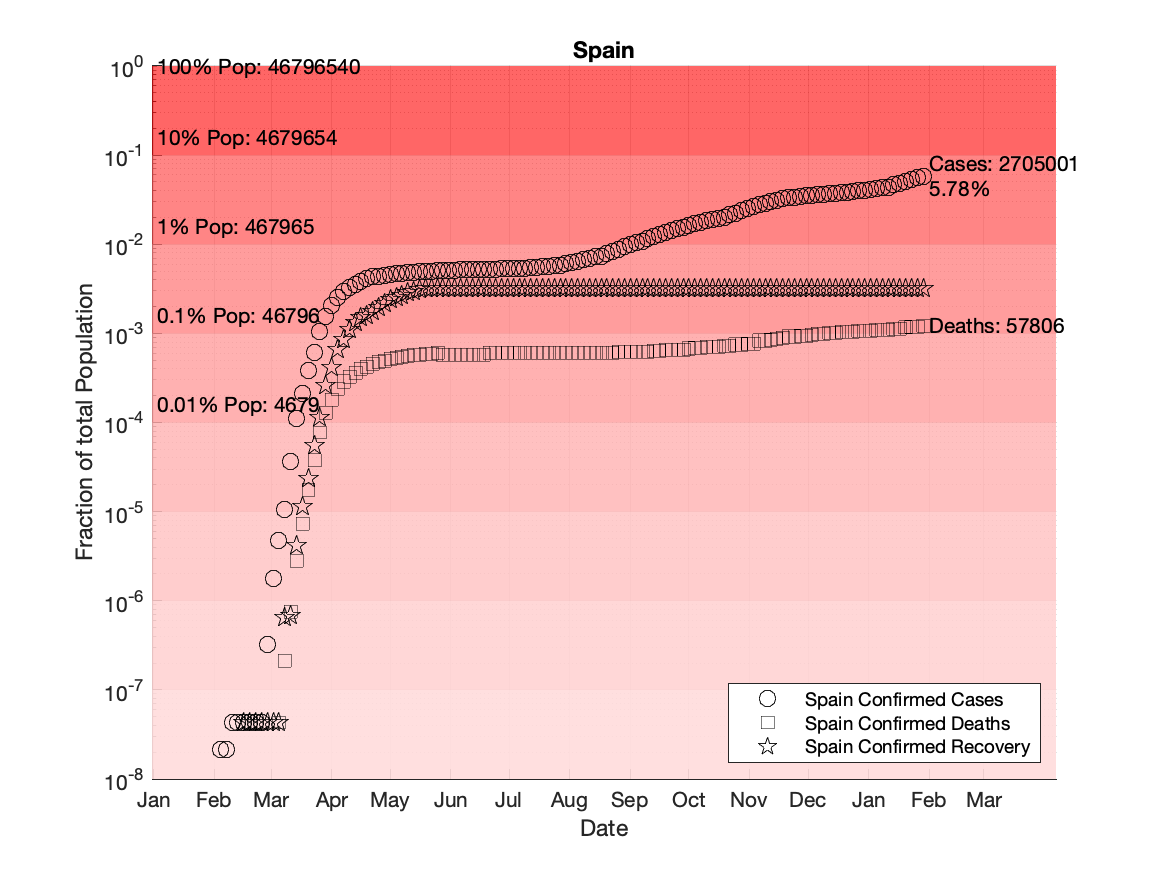 Spain
10^0
100% Pop: 46796540
10% Pop: 4679654
10^-1
Cases: 2705001
5.78%
1% Pop: 467965
10^-2
0.1% Pop: 46796
Deaths: 57806
10^-3
0.01% Pop: 4679
10^-4
10^-5
10^-6
10^-7
10^-8
Fraction of total Population
Spain Confirmed Cases
Spain Confirmed Deaths
Spain Confirmed Recovery
Jan Feb Mar Apr May Jun Jul Aug Sep Oct Nov Dec Jan Feb Mar
Date